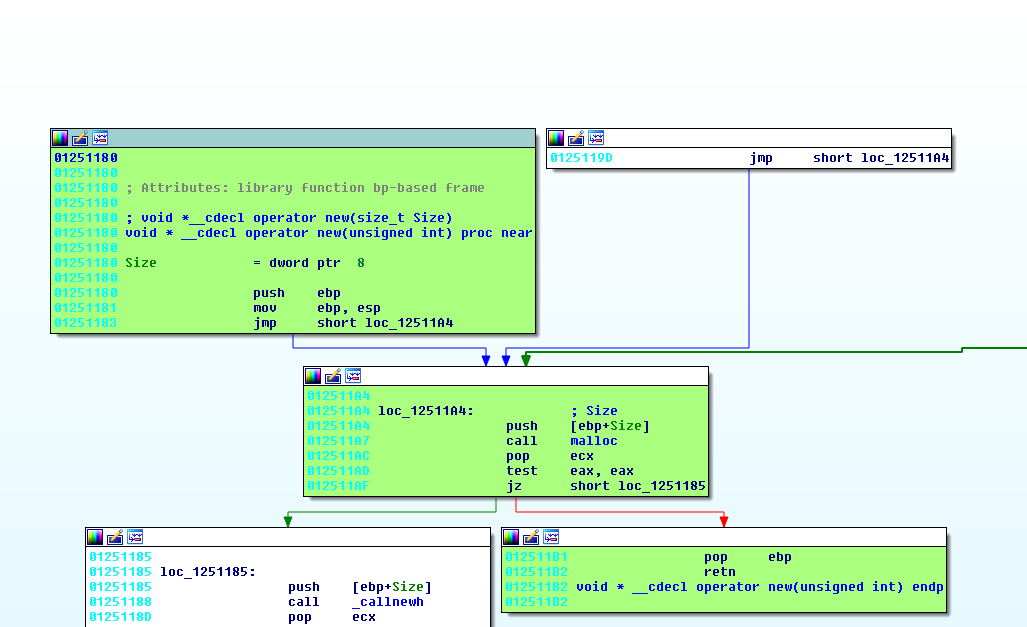 01251180
01251180
01251180 ; Attributes: library function bp-based frame
01251180
01251180 ; void *__cdecl operator new(size_t Size)
01251180 void * __cdecl operator new(unsigned int) proc near
01251180
01251180 Size = dword ptr 8
01251180
01251180 push ebp
01251181 mov ebp, esp
01251183 jmp short loc_12511A4
0125119D jmp short loc_12511A4
012511A4
012511A4 loc_12511A4: ; Size
012511A4 push [ebp+Size]
012511A7 call malloc
012511AC pop ecx
012511AD test eax, eax
012511AF jz short loc_1251185
01251185
01251185 loc_1251185:
01251185 push [ebp+Size]
01251188 call _callnewh
0125118D pop ecx
012511B1 pop ebp
012511B2 retn
012511B2 void * __cdecl operator new(unsigned int) endp
012511B2